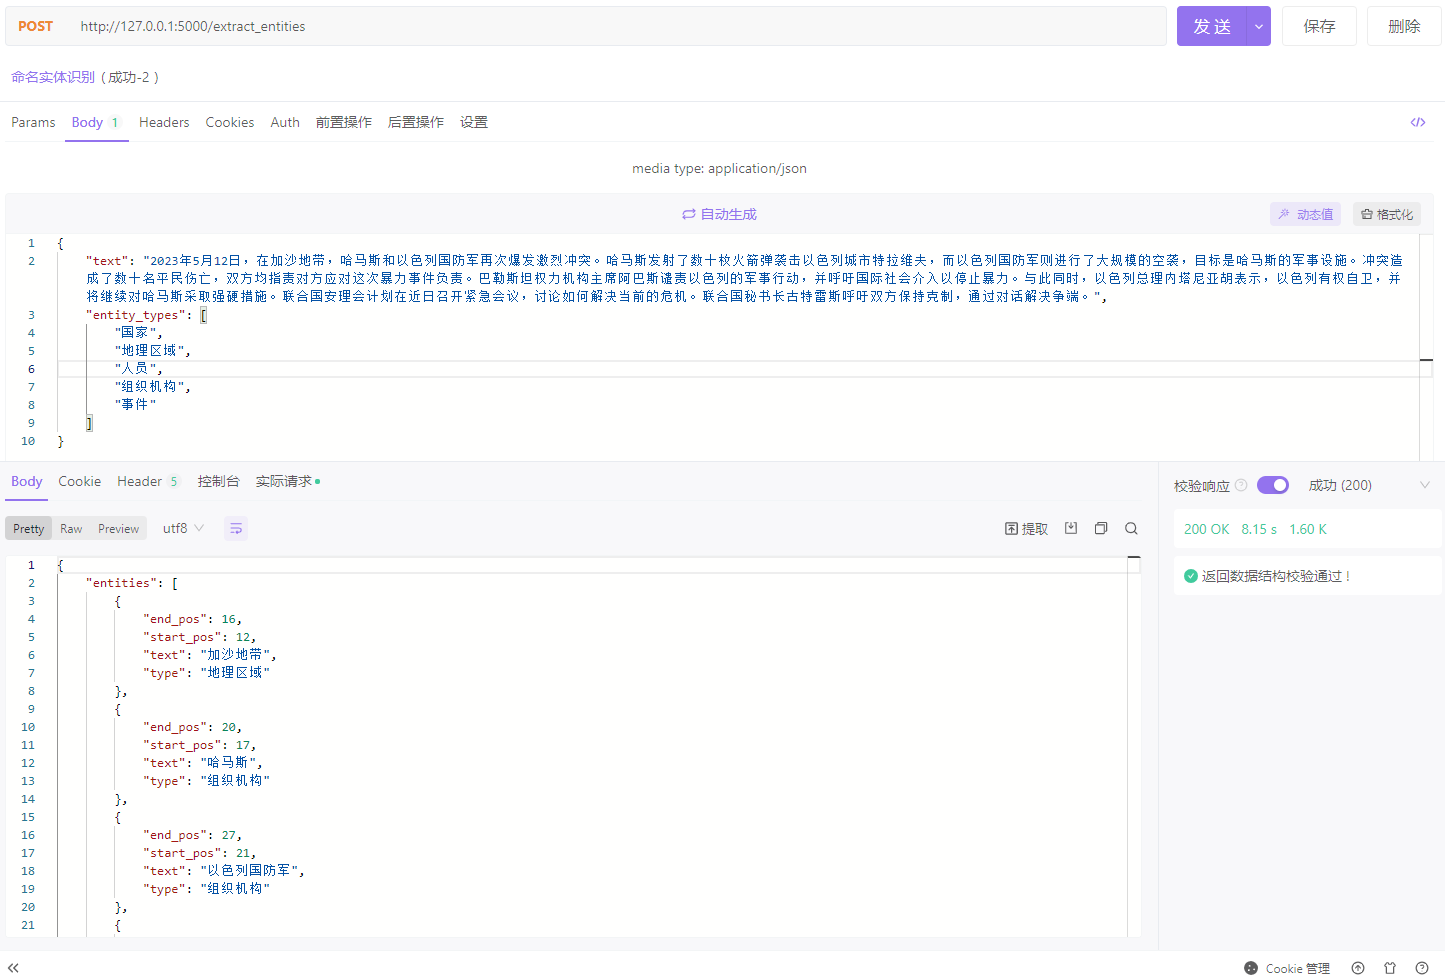 POST http://127.0.0.1:5000/extract_entities 发 送 保存 删除
命名实体识别 ( 成功-2 )
Params Body 1 Headers Cookies Auth 前置操作 后置操作 设置 </>
media type: application/json
自动生成 动态值 格式化
1 {
2 "text": "2023年5月12日，在加沙地带，哈马斯和以色列国防军再次爆发激烈冲突。哈马斯发射了数十枚火箭弹袭击以色列城市特拉维夫，而以色列国防军则进行了大规模的空袭，目标是哈马斯的军事设施。冲突造
成了数十名平民伤亡，双方均指责对方应对这次暴力事件负责。巴勒斯坦权力机构主席阿巴斯谴责以色列的军事行动，并呼吁国际社会介入以停止暴力。与此同时，以色列总理内塔尼亚胡表示，以色列有权自卫，并
将继续对哈马斯采取强硬措施。联合国安理会计划在近日召开紧急会议，讨论如何解决当前的危机。联合国秘书长古特雷斯呼吁双方保持克制，通过对话解决争端。",
3 "entity_types": [
4 "国家",
5 "地理区域",
6 "人员",
7 "组织机构",
8 "事件"
9 ]
10 }
Body Cookie Header 5 控制台 实际请求 校验响应 成功 (200)
Pretty Raw Preview utf8 提取
200 OK 8.15 s 1.60 K
返回数据结构校验通过！
1 {
2 "entities": [
3 {
4 "end_pos": 16,
5 "start_pos": 12,
6 "text": "加沙地带",
7 "type": "地理区域"
8 },
9 {
10 "end_pos": 20,
11 "start_pos": 17,
12 "text": "哈马斯",
13 "type": "组织机构"
14 },
15 {
16 "end_pos": 27,
17 "start_pos": 21,
18 "text": "以色列国防军",
19 "type": "组织机构"
20 },
21 {
Cookie 管理